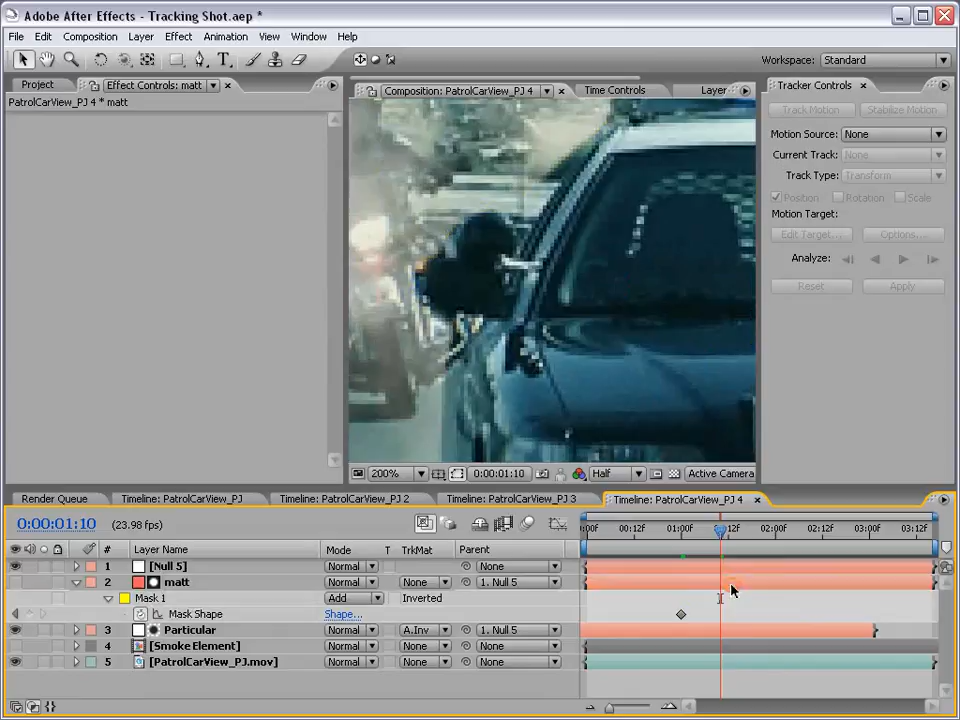 Adobe After Effects - Tracking Shot.aep *
File Edit Composition Layer Effect Animation View Window Help
Workspace: Standard
Project Effect Controls: matt
PatrolCarView_PJ 4 * matt
Composition: PatrolCarView_PJ 4 Time Controls Layer
Tracker Controls
Track Motion Stabilize Motion
Motion Source: None
Current Track: None
Track Type: Transform
Position Rotation Scale
Motion Target:
Edit Target... Options...
Analyze:
Reset Apply
200% 0:00:01:10 Half Active Camera
Render Queue Timeline: PatrolCarView_PJ Timeline: PatrolCarView_PJ 2 Timeline: PatrolCarView_PJ 3 Timeline: PatrolCarView_PJ 4
0:00:01:10 (23.98 fps)
:00f 00:12f 01:00f 12f 02:00f 02:12f 03:00f 03:12f
# Layer Name Mode T TrkMat Parent
1 [Null 5] Normal None
2 matt Normal None 1. Null 5
Mask 1 Add Inverted
Mask Shape Shape...
3 Particular Normal A.Inv 1. Null 5
4 [Smoke Element] Normal None None
5 [PatrolCarView_PJ.mov] Normal None None